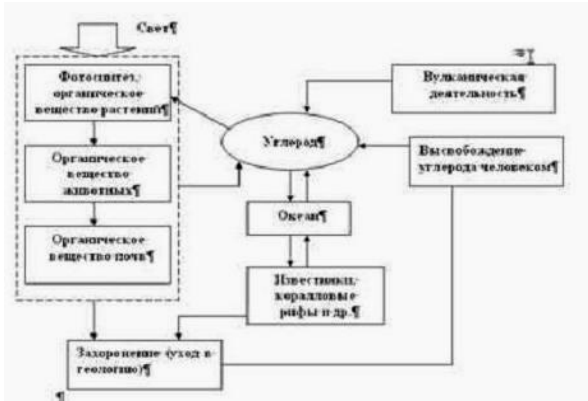 Свет¶
Фотосинтез,
органическое
вещество растений¶
Органическое
вещество
животных¶
Органическое
вещество почв¶
Углерод¶
Вулканическая
деятельность¶
Высвобождение
углерода человеком¶
Океан¶
Известняки,
коралловые
рифы и др.¶
Захоронение (уход в
геологию)¶
¶